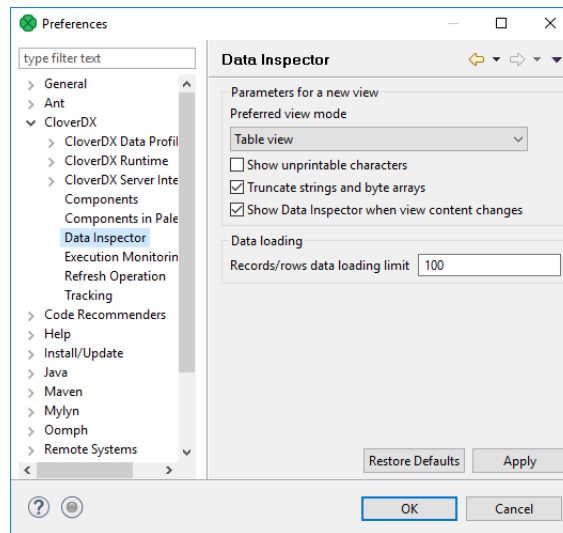 Preferences
type filter text
General
Ant
CloverDX
CloverDX Data Profil
CloverDX Runtime
CloverDX Server Inte
Components
Components in Pale
Data Inspector
Execution Monitorin
Refresh Operation
Tracking
Code Recommenders
Help
Install/Update
Java
Maven
Mylyn
Oomph
Remote Systems
Data Inspector
Parameters for a new view
Preferred view mode
Table view
Show unprintable characters
Truncate strings and byte arrays
Show Data Inspector when view content changes
Data loading
Records/rows data loading limit 100
Restore Defaults Apply
OK Cancel